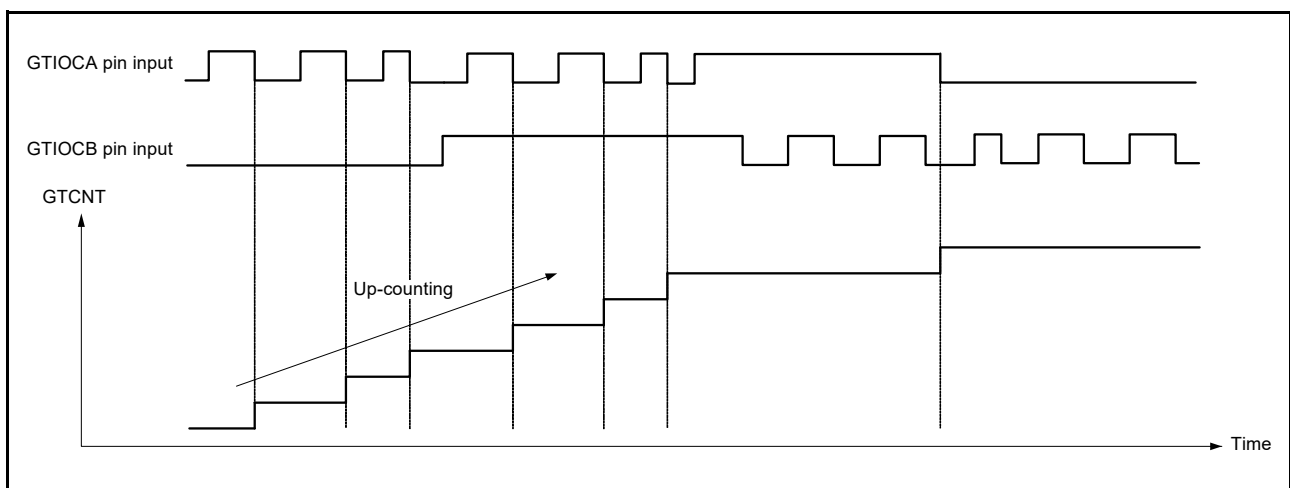 GTIOCA pin input
GTIOCB pin input
GTCNT
Up-counting
Time